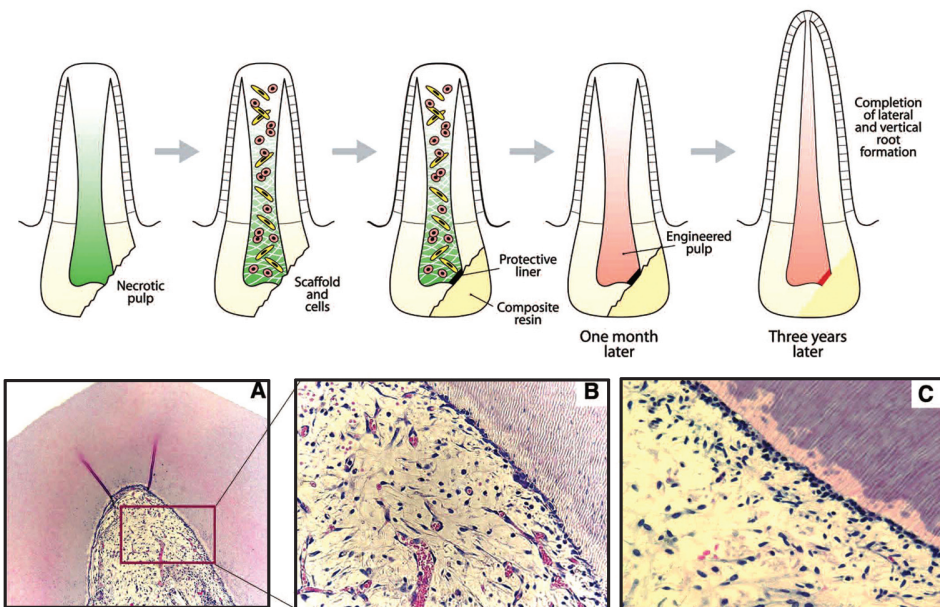 Necrotic
pulp
Scaffold
and
cells
Protective
liner
Composite
resin
Engineered
pulp
One month
later
Completion
of lateral
and vertical
root
formation
Three years
later
A
B
C